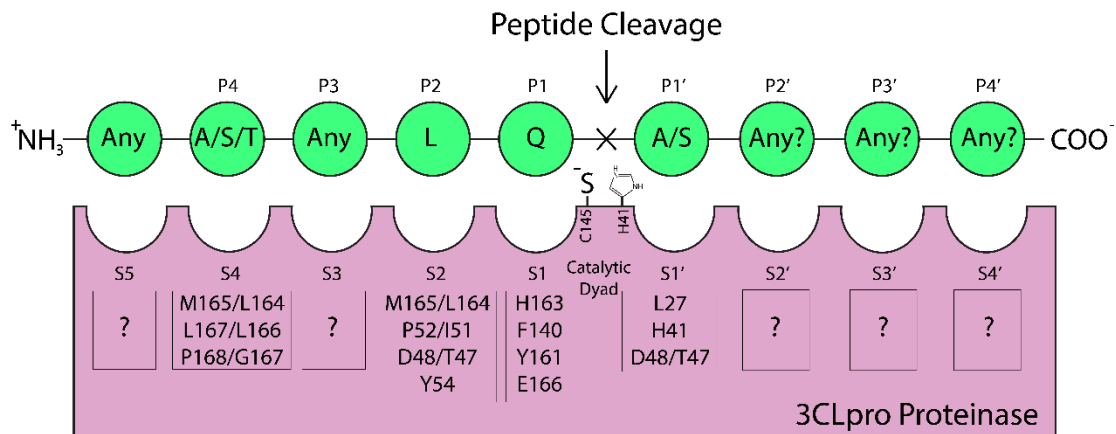 Peptide Cleavage
P4 P3 P2 P1 P1' P2' P3' P4'
+NH3 Any A/S/T Any L Q A/S Any? Any? Any? COO-
-S H NH
C145 H41
S5 S4 S3 S2 S1 Catalytic S1' S2' S3' S4'
Dyad
? M165/L164 ? M165/L164 H163 L27 ? ? ?
L167/L166 P52/I51 F140 H41
P168/G167 D48/T47 Y161 D48/T47
Y54 E166
3CLpro Proteinase